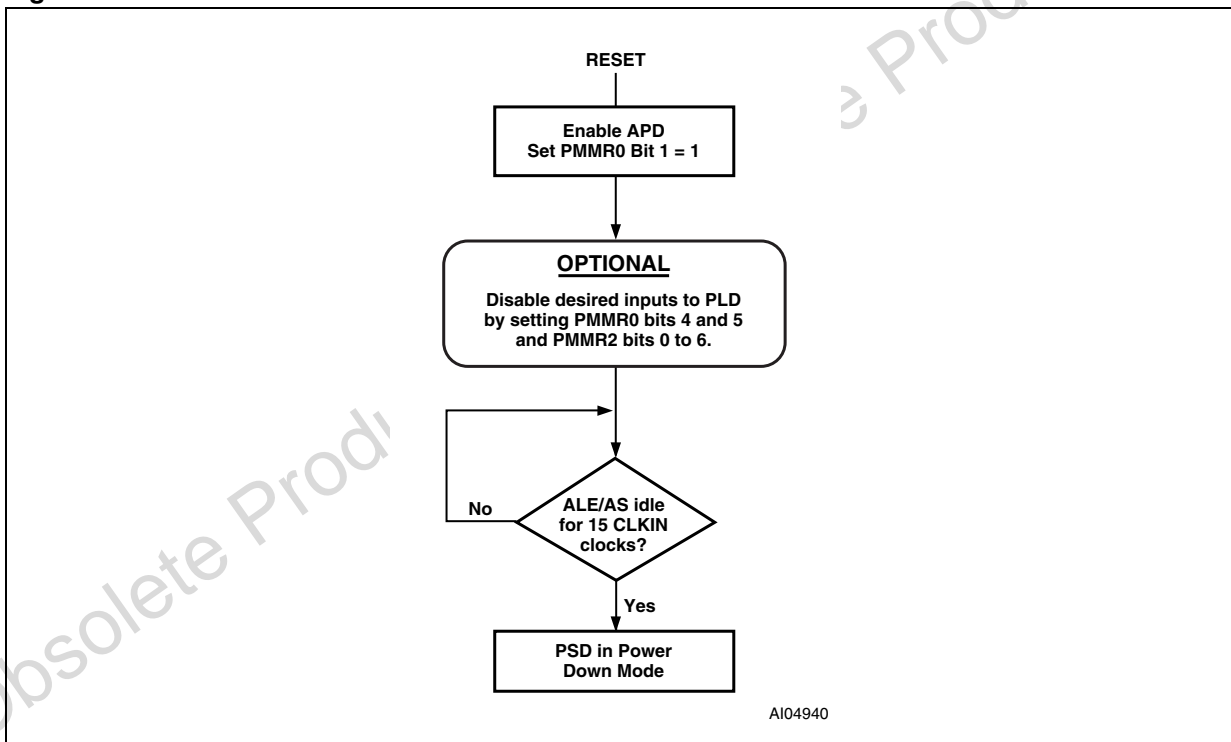 RESET
Enable APD
Set PMMR0 Bit 1 = 1
OPTIONAL
Disable desired inputs to PLD
by setting PMMR0 bits 4 and 5
and PMMR2 bits 0 to 6.
No
ALE/AS idle
for 15 CLKIN
clocks?
Yes
PSD in Power
Down Mode
AI04940